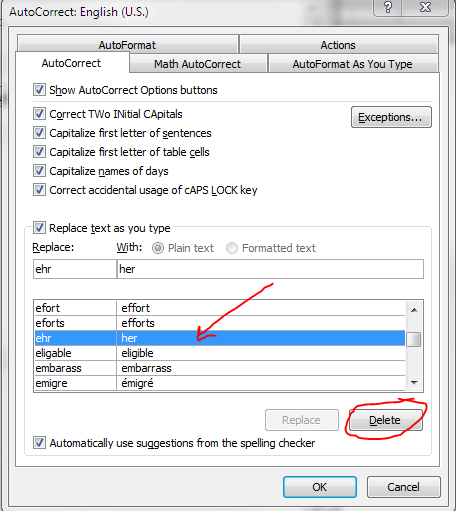 AutoCorrect: English (U.S.)
AutoFormat Actions
AutoCorrect Math AutoCorrect AutoFormat As You Type
Show AutoCorrect Options buttons
Correct TWo INitial CApitals
Exceptions...
Capitalize first letter of sentences
Capitalize first letter of table cells
Capitalize names of days
Correct accidental usage of cAPS LOCK key
Replace text as you type
Replace: With: Plain text Formatted text
ehr her
efort effort
eforts efforts
ehr her
eligable eligible
embarass embarrass
emigre émigré
Replace Delete
Automatically use suggestions from the spelling checker
OK Cancel